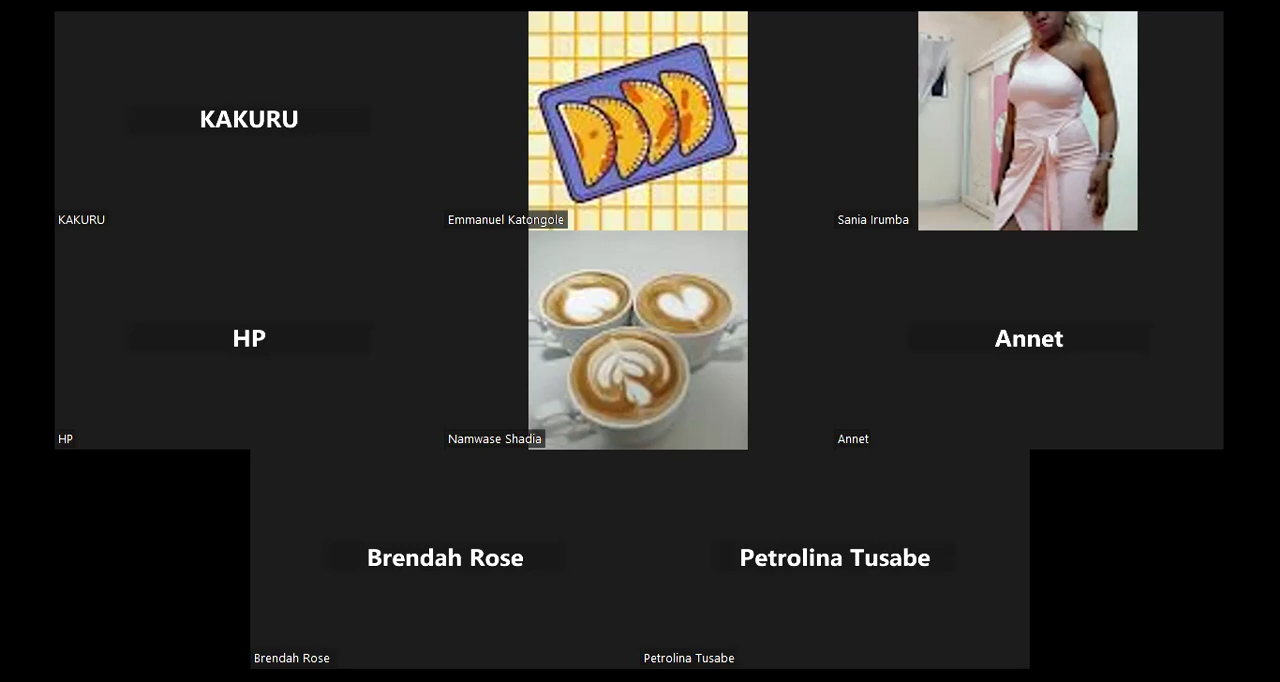 KAKURU
KAKURU
Emmanuel Katongole
Sania Irumba
HP
Annet
HP
Namwase Shadia
Annet
Brendah Rose
Petrolina Tusabe
Brendah Rose
Petrolina Tusabe